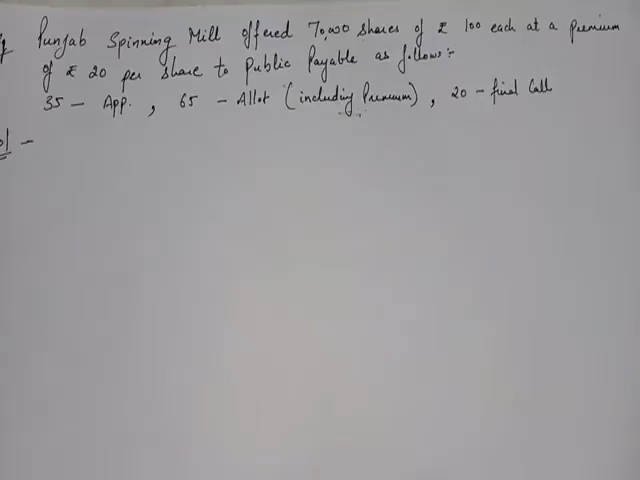 Punjab Spinning Mill offered 70,000 shares of ₹ 100 each at a premium
of ₹ 20 per share to Public Payable as follows:-
35 - App. , 65 - Allot (including Premium) , 20 - final Call